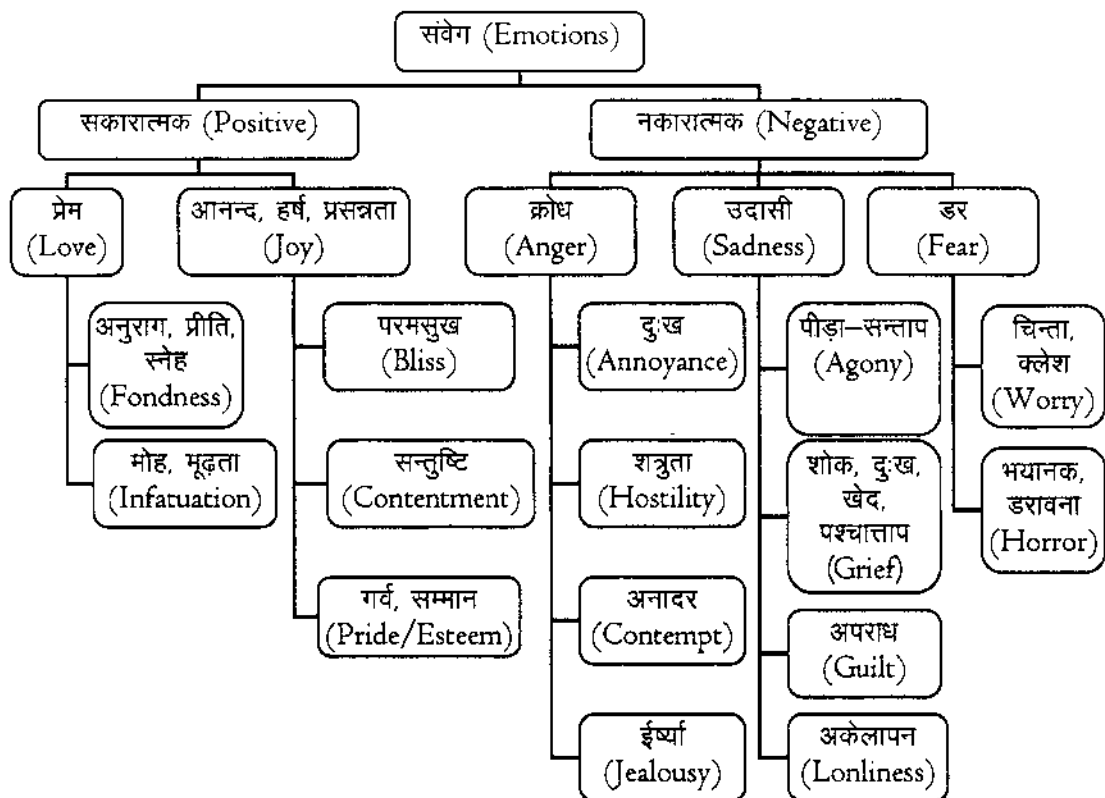 संवेग (Emotions)
सकारात्मक (Positive)
नकारात्मक (Negative)
प्रेम
(Love)
आनन्द, हर्ष, प्रसन्नता
(Joy)
क्रोध
(Anger)
उदासी
(Sadness)
डर
(Fear)
अनुराग, प्रीति,
स्नेह
(Fondness)
मोह, मूढ़ता
(Infatuation)
परमसुख
(Bliss)
सन्तुष्टि
(Contentment)
गर्व, सम्मान
(Pride/Esteem)
दुःख
(Annoyance)
शत्रुता
(Hostility)
अनादर
(Contempt)
ईर्ष्या
(Jealousy)
पीड़ा–सन्ताप
(Agony)
शोक, दुःख,
खेद,
पश्चात्ताप
(Grief)
अपराध
(Guilt)
अकेलापन
(Lonliness)
चिन्ता,
क्लेश
(Worry)
भयानक,
डरावना
(Horror)